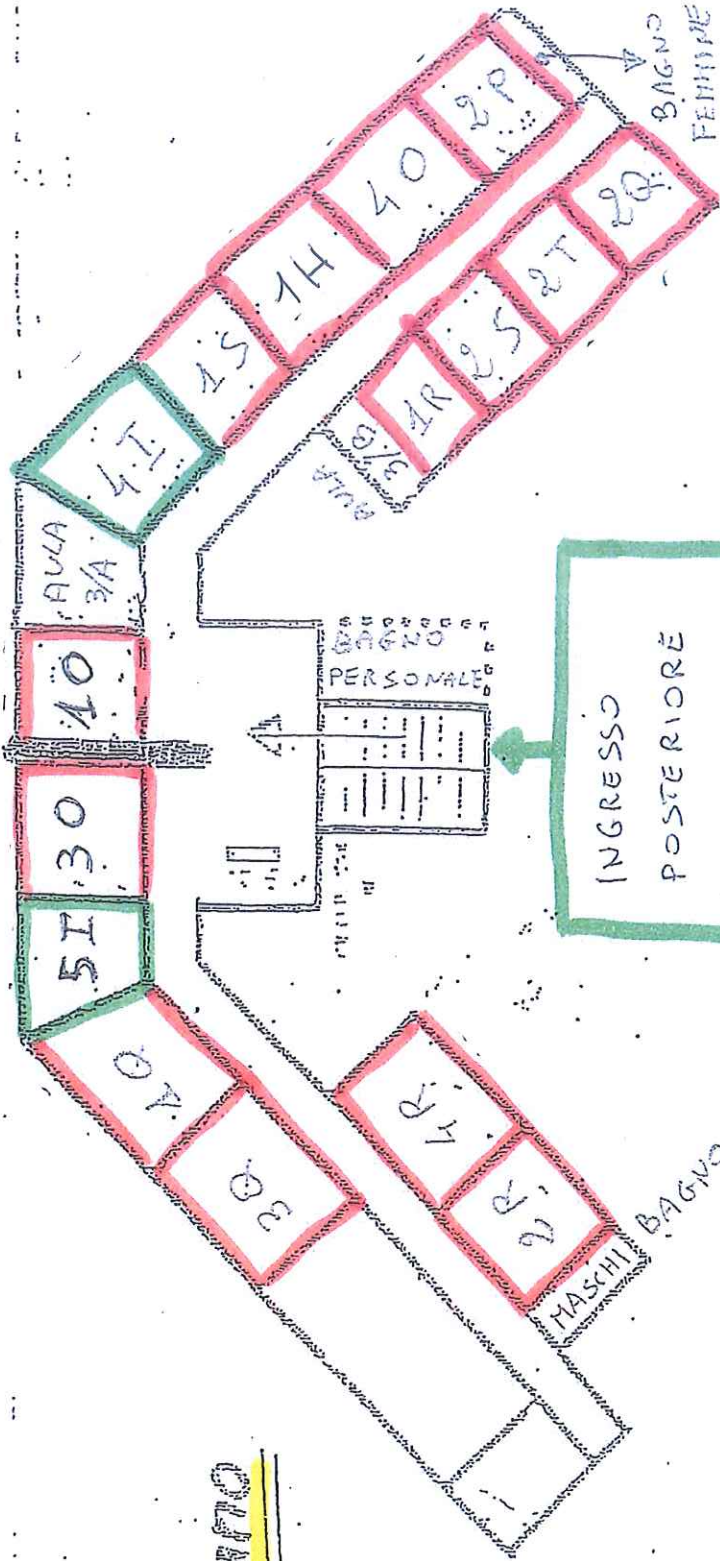 5I
3O
1O
AULA
3/A
4I
1S
1H
4O
2P
BAGNO
FEMMINE
3Q
4R
2R
MASCHI
BAGNO
BAGNO
PERSONALE
AULA
3/B
1R
2S
2T
2Q
INGRESSO
POSTERIORE